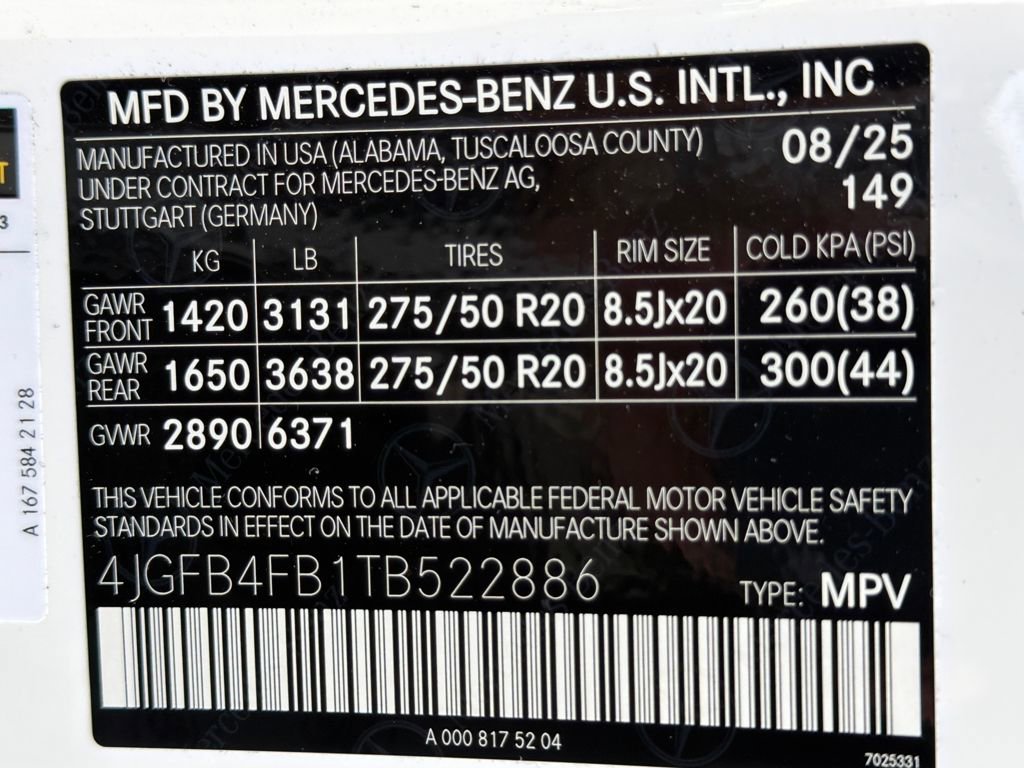 MFD BY MERCEDES-BENZ U.S. INTL., INC
MANUFACTURED IN USA (ALABAMA, TUSCALOOSA COUNTY) 08/25
UNDER CONTRACT FOR MERCEDES-BENZ AG, 149
STUTTGART (GERMANY)
KG LB TIRES RIM SIZE COLD KPA (PSI)
GAWR FRONT 1420 3131 275/50 R20 8.5Jx20 260(38)
GAWR REAR 1650 3638 275/50 R20 8.5Jx20 300(44)
GVWR 2890 6371
THIS VEHICLE CONFORMS TO ALL APPLICABLE FEDERAL MOTOR VEHICLE SAFETY
STANDARDS IN EFFECT ON THE DATE OF MANUFACTURE SHOWN ABOVE.
4JGFB4FB1TB522886 TYPE: MPV
A 000 817 52 04
7025331
A 167 584 21 28
T
3